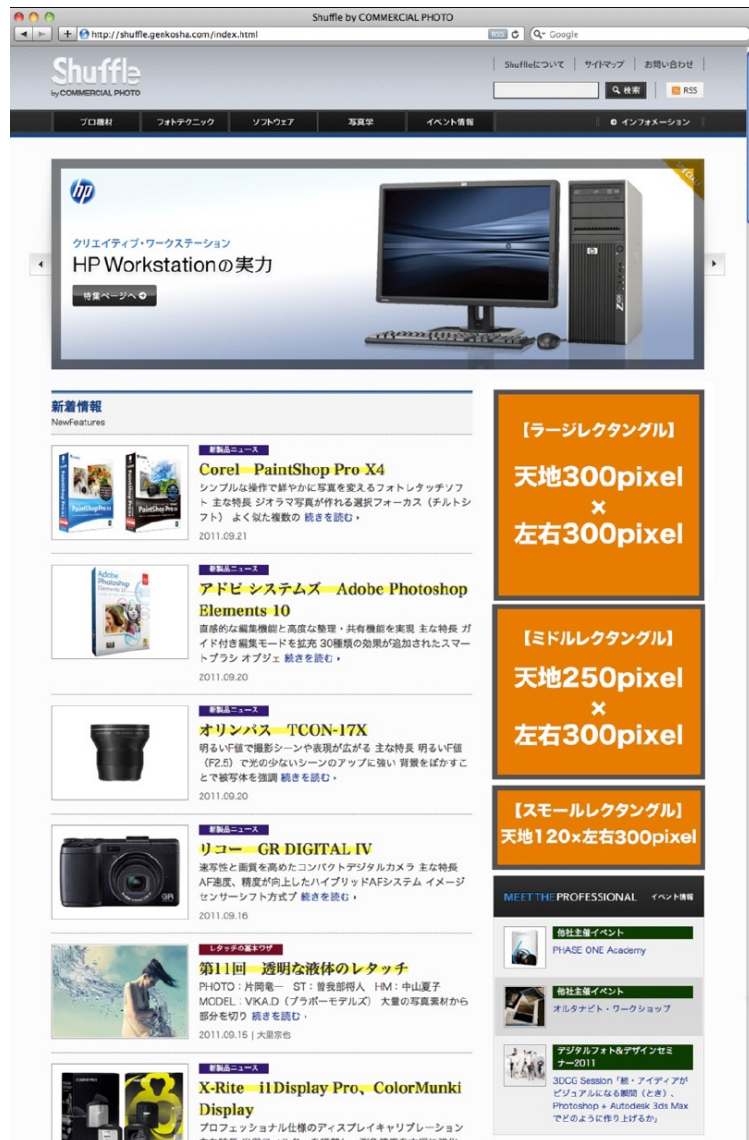 Shuffle by COMMERCIAL PHOTO
http://shuffle.genkosha.com/index.html
RSS
Google
Shuffle
by COMMERCIAL PHOTO
Shuffleについて
サイトマップ
お問い合わせ
検索
RSS
プロ機材
フォトテクニック
ソフトウェア
写真学
イベント情報
インフォメーション
hp
SPECIAL
クリエイティブ・ワークステーション
HP Workstationの実力
特集ページへ
新着情報
NewFeatures
新製品ニュース
Corel　PaintShop Pro X4
シンプルな操作で鮮やかに写真を変えるフォトレタッチソフ
ト 主な特長 ジオラマ写真が作れる選択フォーカス（チルトシ
フト） よく似た複数の 続きを読む
2011.09.21
新製品ニュース
アドビ システムズ　Adobe Photoshop
Elements 10
直感的な編集機能と高度な整理・共有機能を実現 主な特長 ガ
イド付き編集モードを拡充 30種類の効果が追加されたスマー
トブラシ オブジェ 続きを読む
2011.09.20
新製品ニュース
オリンパス　TCON-17X
明るいF値で撮影シーンや表現が広がる 主な特長 明るいF値
（F2.5）で光の少ないシーンのアップに強い 背景をぼかすこ
とで被写体を強調 続きを読む
2011.09.20
新製品ニュース
リコー　GR DIGITAL IV
速写性と画質を高めたコンパクトデジタルカメラ 主な特長
AF速度、精度が向上したハイブリッドAFシステム イメージ
センサーシフト方式ブ 続きを読む
2011.09.16
レタッチの基本ワザ
第11回　透明な液体のレタッチ
PHOTO：片岡竜一　ST：曽我部将人　HM：中山夏子
MODEL：VIKA.D（ブラボーモデルズ） 大量の写真素材から
部分を切り 続きを読む
2011.09.15 | 大里宗也
新製品ニュース
X-Rite　i1Display Pro、ColorMunki
Display
プロフェッショナル仕様のディスプレイキャリブレーション
【ラージレクタングル】
天地300pixel
×
左右300pixel
【ミドルレクタングル】
天地250pixel
×
左右300pixel
【スモールレクタングル】
天地120×左右300pixel
MEET THE PROFESSIONAL
イベント情報
他社主催イベント
PHASE ONE Academy
他社主催イベント
オルタナビト・ワークショップ
デジタルフォト&デザインセミ
ナー2011
3DCG Session「続・アイディアが
ビジュアルになる瞬間（とき）、
Photoshop + Autodesk 3ds Max
でどのように作り上げるか」